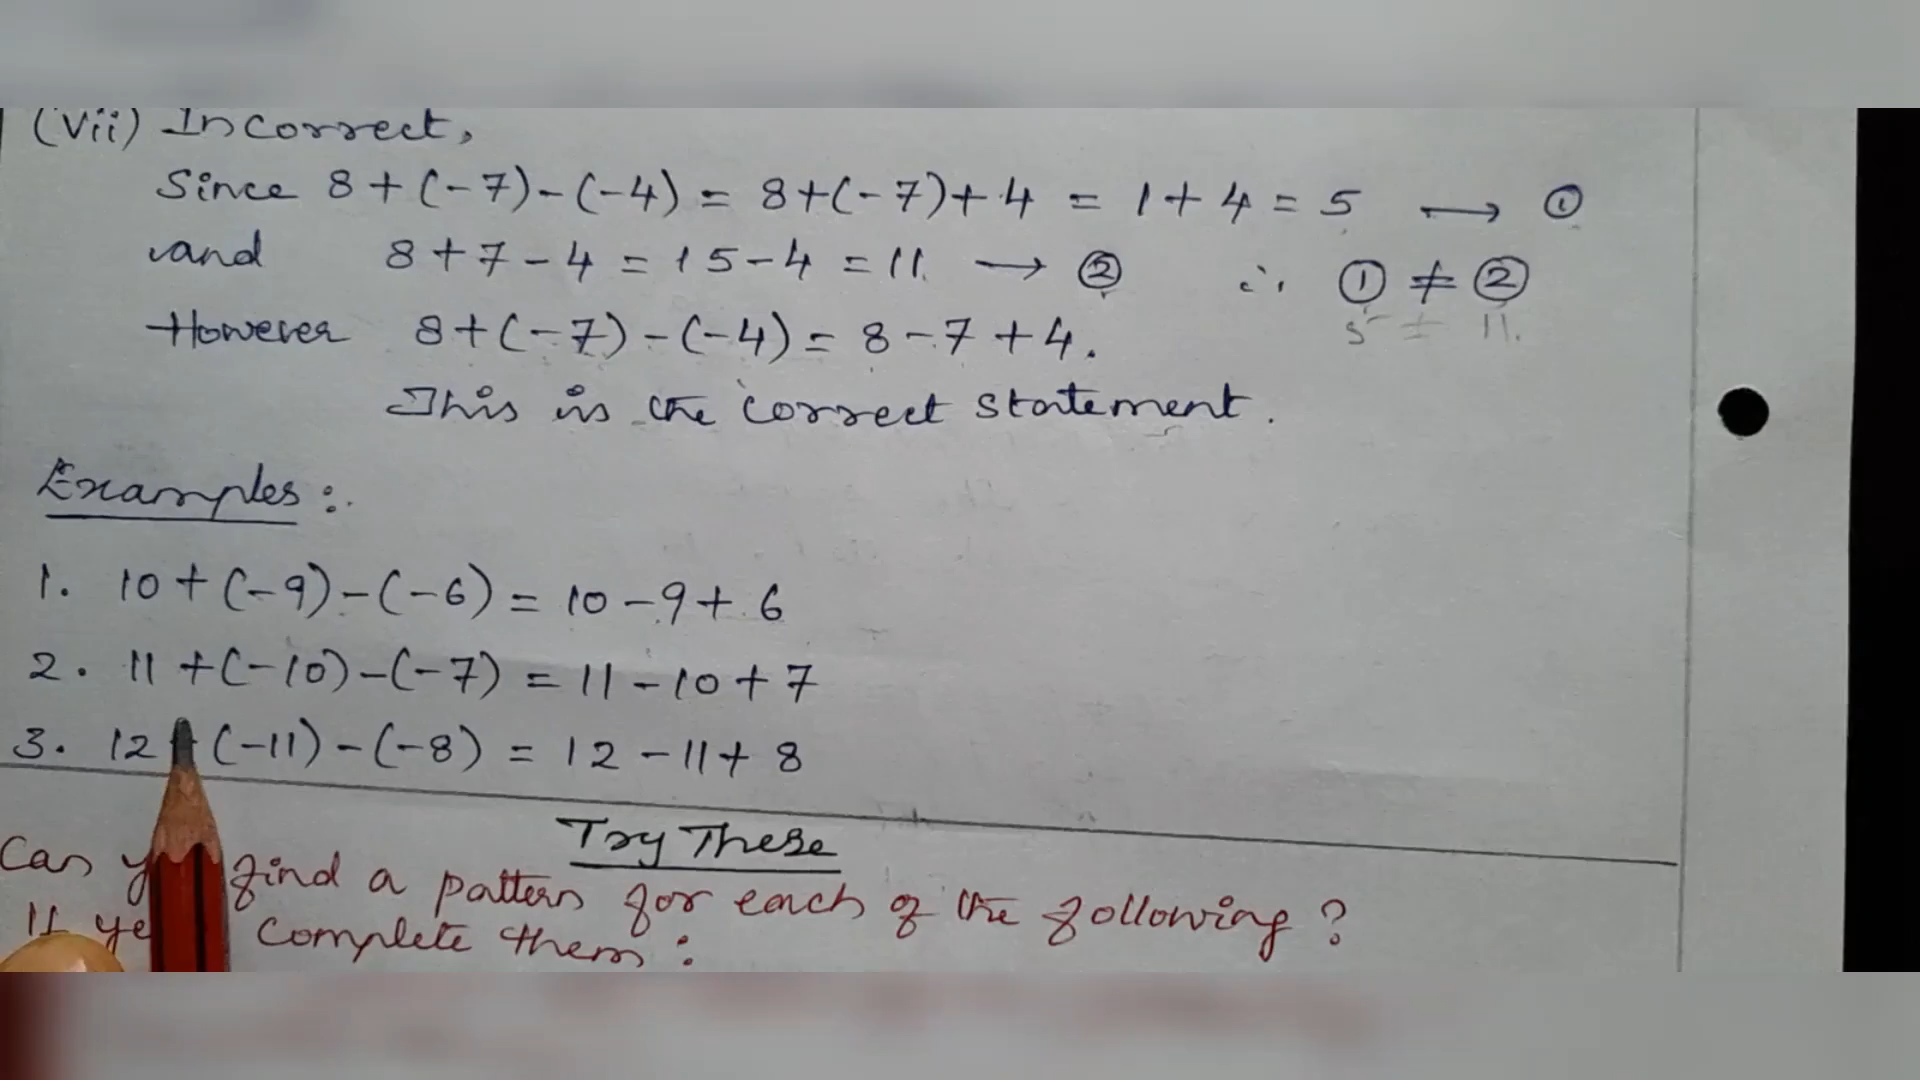 (vii) Incorrect,
Since 8+(-7)-(-4) = 8+(-7)+4 = 1+4 = 5 → ①
and 8+7-4 = 15-4 = 11. → ② ∴ ① ≠ ②
5 ≠ 11.
However 8+(-7)-(-4) = 8-7+4.
This is the correct statement.
Examples:
1. 10+(-9)-(-6) = 10-9+6
2. 11+(-10)-(-7) = 11-10+7
3. 12+(-11)-(-8) = 12-11+8
Try These
Can find a pattern for each of the following?
If complete them: